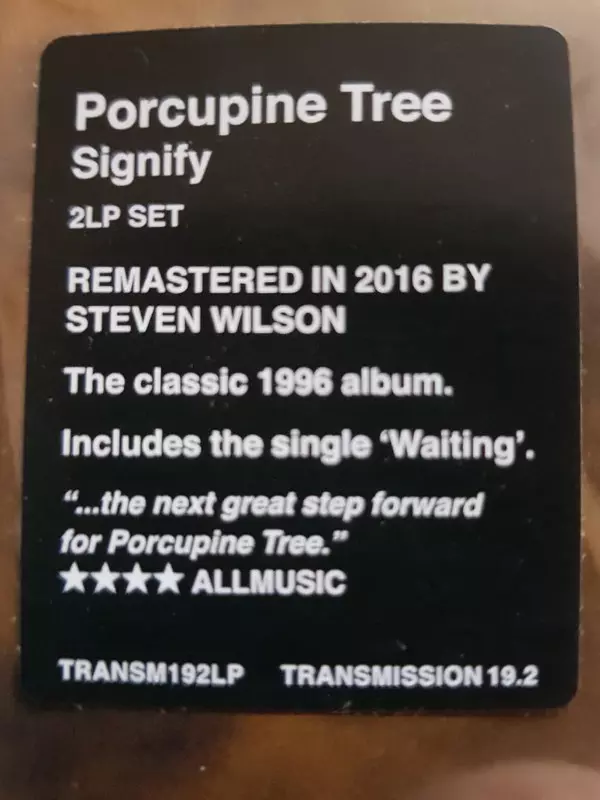 Porcupine Tree
Signify
2LP SET
REMASTERED IN 2016 BY
STEVEN WILSON
The classic 1996 album.
Includes the single ‘Waiting’.
“...the next great step forward
for Porcupine Tree.”
★★★★ ALLMUSIC
TRANSM192LP TRANSMISSION 19.2